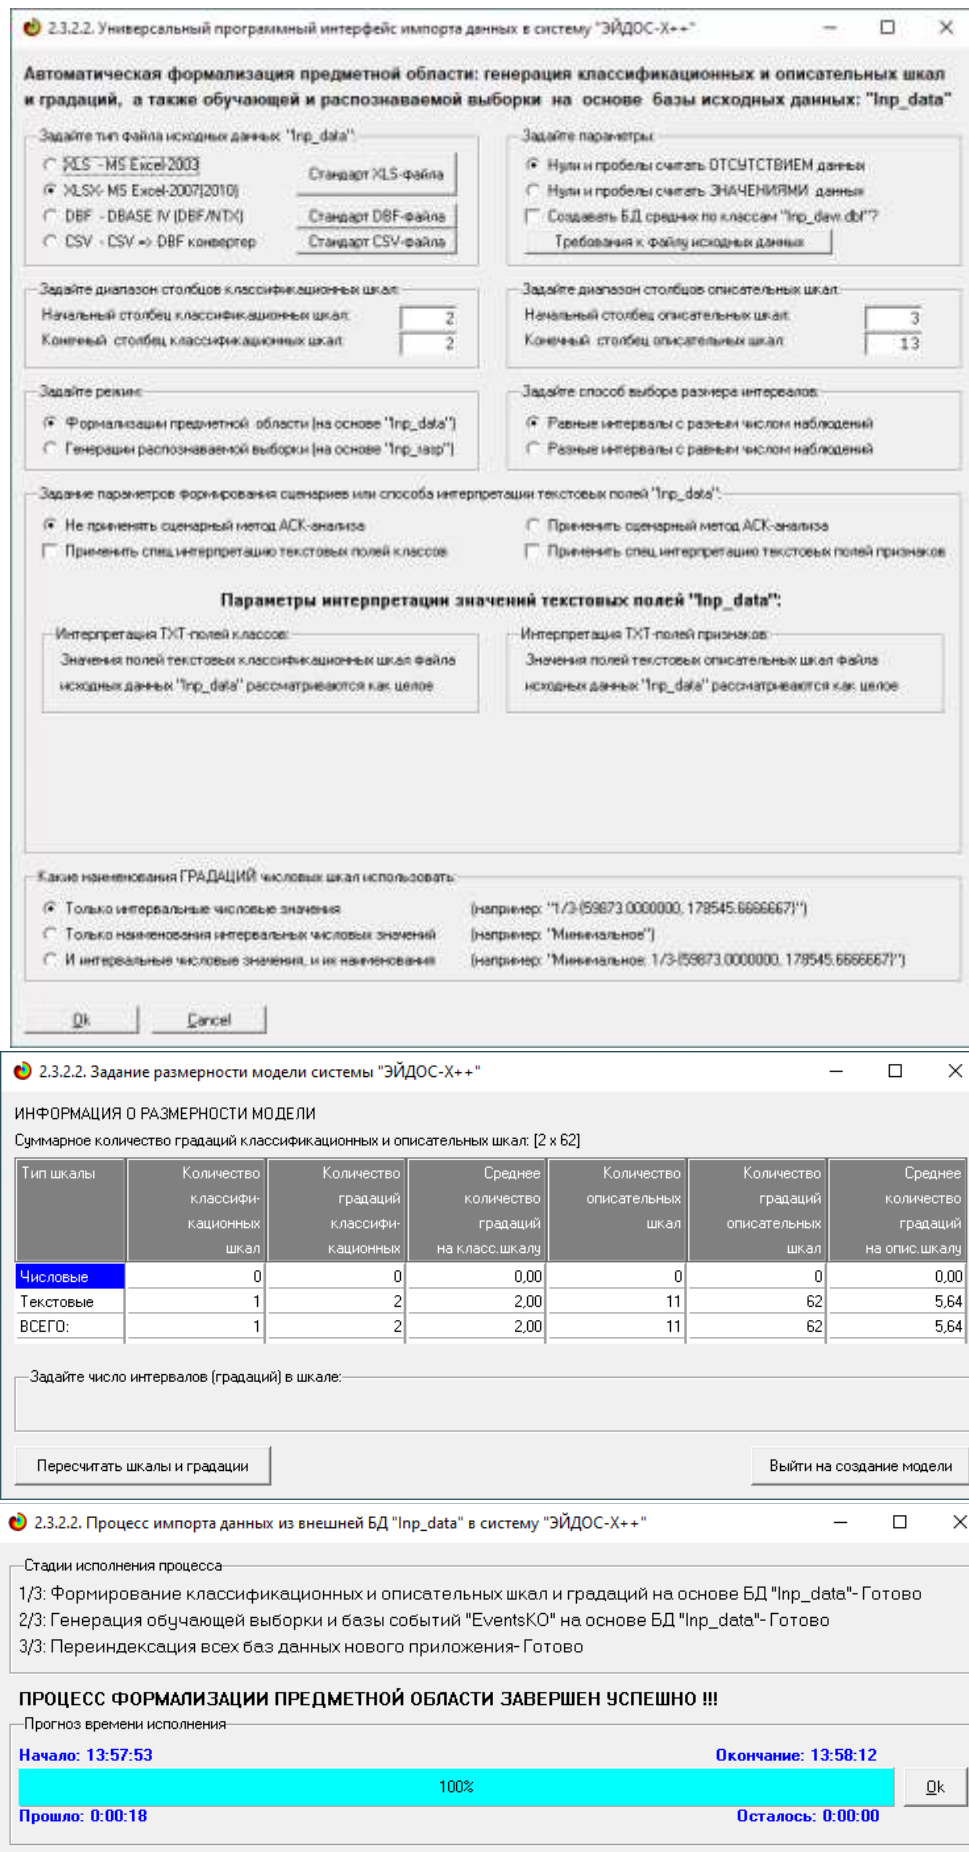 2.3.2.2. Универсальный программный интерфейс импорта данных в систему "ЭЙДОС-X++"
Автоматическая формализация предметной области: генерация классификационных и описательных шкал
и градаций, а также обучающей и распознаваемой выборки на основе базы исходных данных: "Inp_data"
Задайте тип файла исходных данных "Inp_data":
XLS - MS Excel-2003
Стандарт XLS-файла
XLSX- MS Excel-2007(2010)
DBF - DBASE IV (DBF/NTX)
Стандарт DBF-файла
CSV - CSV => DBF конвертер
Стандарт CSV-файла
Задайте параметры:
Нули и пробелы считать ОТСУТСТВИЕМ данных
Нули и пробелы считать ЗНАЧЕНИЯМИ данных
Создавать БД средних по классам "Inp_davr.dbf"?
Требования к файлу исходных данных
Задайте диапазон столбцов классификационных шкал:
Начальный столбец классификационных шкал: 2
Конечный столбец классификационных шкал: 2
Задайте диапазон столбцов описательных шкал:
Начальный столбец описательных шкал: 3
Конечный столбец описательных шкал: 13
Задайте режим:
Формализации предметной области (на основе "Inp_data")
Генерации распознаваемой выборки (на основе "Inp_rasp")
Задайте способ выбора размера интервалов:
Равные интервалы с разным числом наблюдений
Разные интервалы с равным числом наблюдений
Задание параметров формирования сценариев или способа интерпретации текстовых полей "Inp_data":
Не применять сценарный метод АСК-анализа
Применить сценарный метод АСК-анализа
Применить спец.интерпретацию текстовых полей классов
Применить спец.интерпретацию текстовых полей признаков
Параметры интерпретации значений текстовых полей "Inp_data":
Интерпретация TXT-полей классов:
Значения полей текстовых классификационных шкал файла
исходных данных "Inp_data" рассматриваются как целое
Интерпретация TXT-полей признаков:
Значения полей текстовых описательных шкал файла
исходных данных "Inp_data" рассматриваются как целое
Какие наименования ГРАДАЦИЙ числовых шкал использовать:
Только интервальные числовые значения (например: "1/3-{59873.0000000, 178545.6666667}")
Только наименования интервальных числовых значений (например: "Минимальное")
И интервальные числовые значения, и их наименования (например: "Минимальное: 1/3-{59873.0000000, 178545.6666667}")
Ok Cancel
2.3.2.2. Задание размерности модели системы "ЭЙДОС-X++"
ИНФОРМАЦИЯ О РАЗМЕРНОСТИ МОДЕЛИ
Суммарное количество градаций классификационных и описательных шкал: [2 x 62]
Тип шкалы Количество Количество Среднее Количество Количество Среднее
классифи- градаций количество описательных градаций количество
кационных классифи- градаций шкал описательных градаций
шкал кационных на класс.шкалу шкал на опис.шкалу
Числовые 0 0 0,00 0 0 0,00
Текстовые 1 2 2,00 11 62 5,64
ВСЕГО: 1 2 2,00 11 62 5,64
Задайте число интервалов (градаций) в шкале:
Пересчитать шкалы и градации Выйти на создание модели
2.3.2.2. Процесс импорта данных из внешней БД "Inp_data" в систему "ЭЙДОС-X++"
Стадии исполнения процесса
1/3: Формирование классификационных и описательных шкал и градаций на основе БД "Inp_data"- Готово
2/3: Генерация обучающей выборки и базы событий "EventsKO" на основе БД "Inp_data"- Готово
3/3: Переиндексация всех баз данных нового приложения- Готово
ПРОЦЕСС ФОРМАЛИЗАЦИИ ПРЕДМЕТНОЙ ОБЛАСТИ ЗАВЕРШЕН УСПЕШНО !!!
Прогноз времени исполнения
Начало: 13:57:53 Окончание: 13:58:12
100% Ok
Прошло: 0:00:18 Осталось: 0:00:00